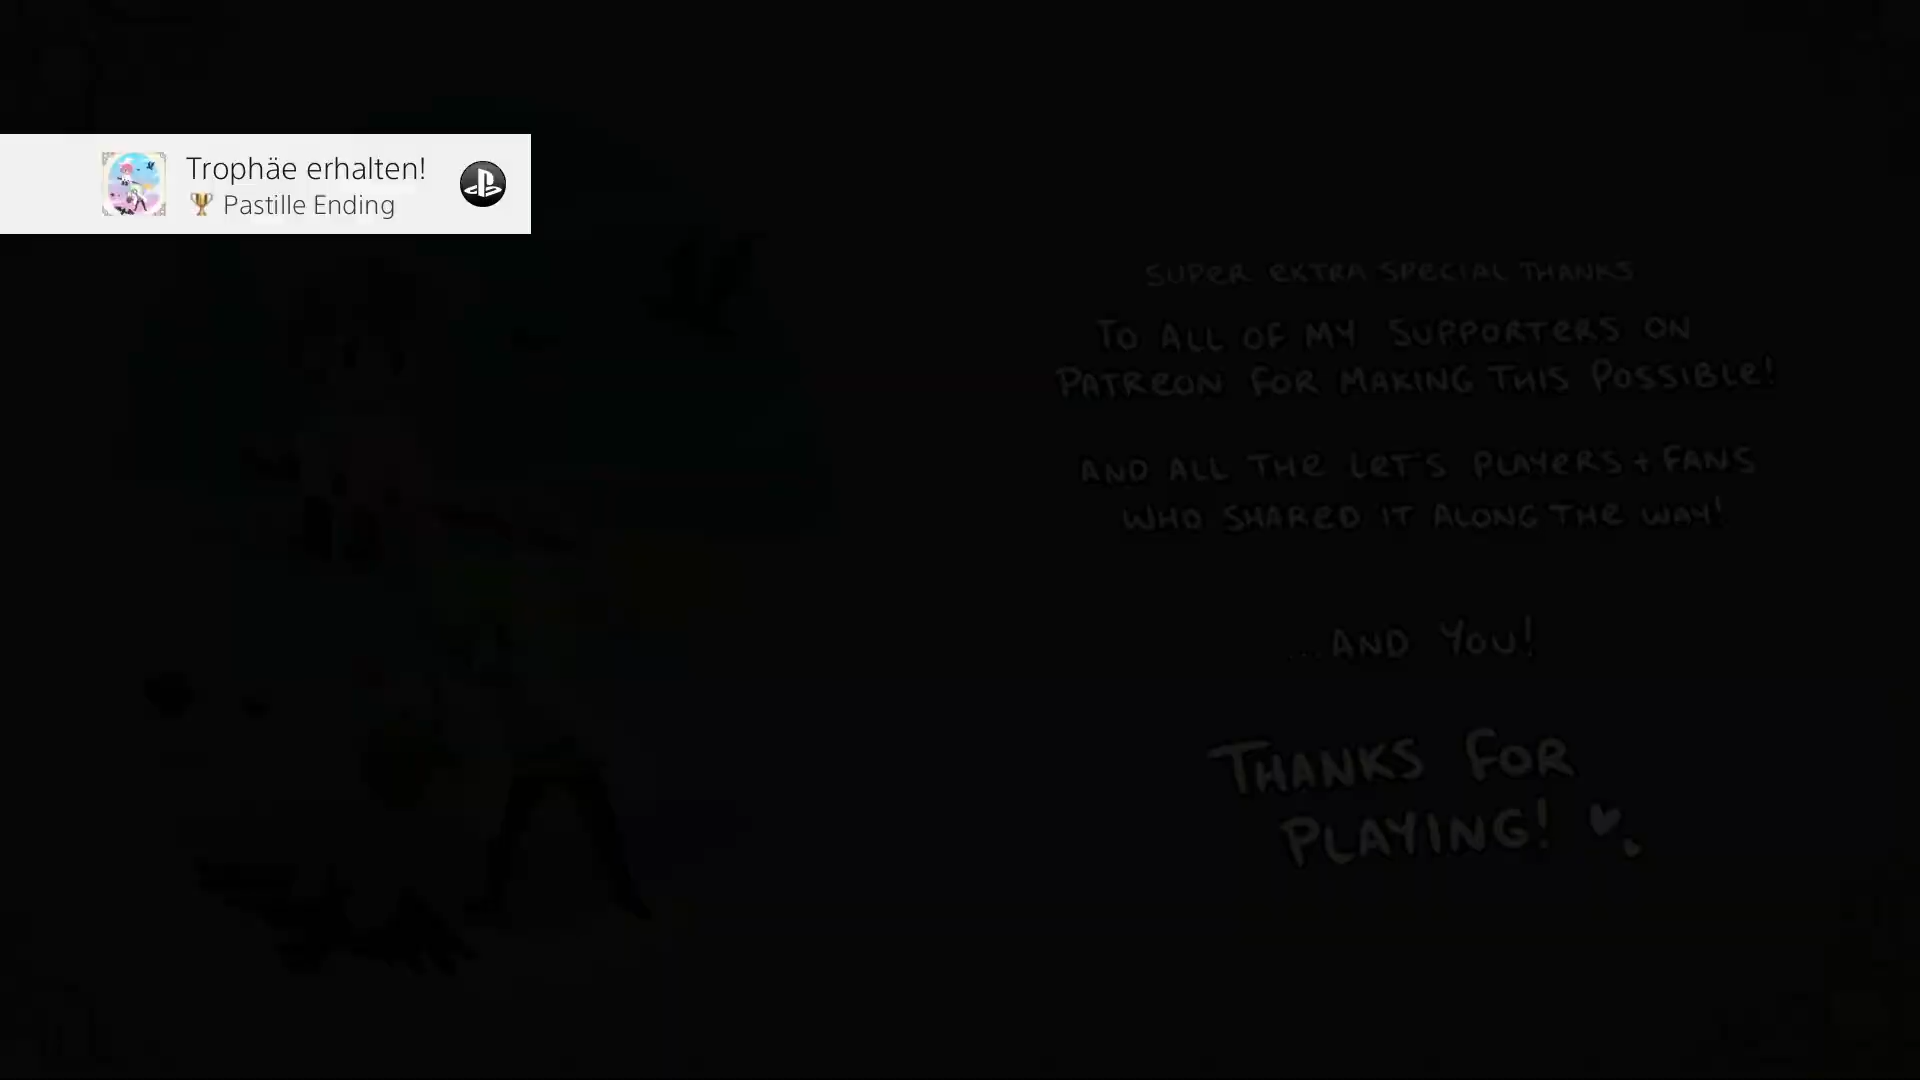 Trophäe erhalten!
Pastille Ending
SUPER EXTRA SPECIAL THANKS
TO ALL OF MY SUPPORTERS ON
PATREON FOR MAKING THIS POSSIBLE!
AND ALL THE LET'S PLAYERS + FANS
WHO SHARED IT ALONG THE WAY!
...AND YOU!
THANKS FOR
PLAYING!